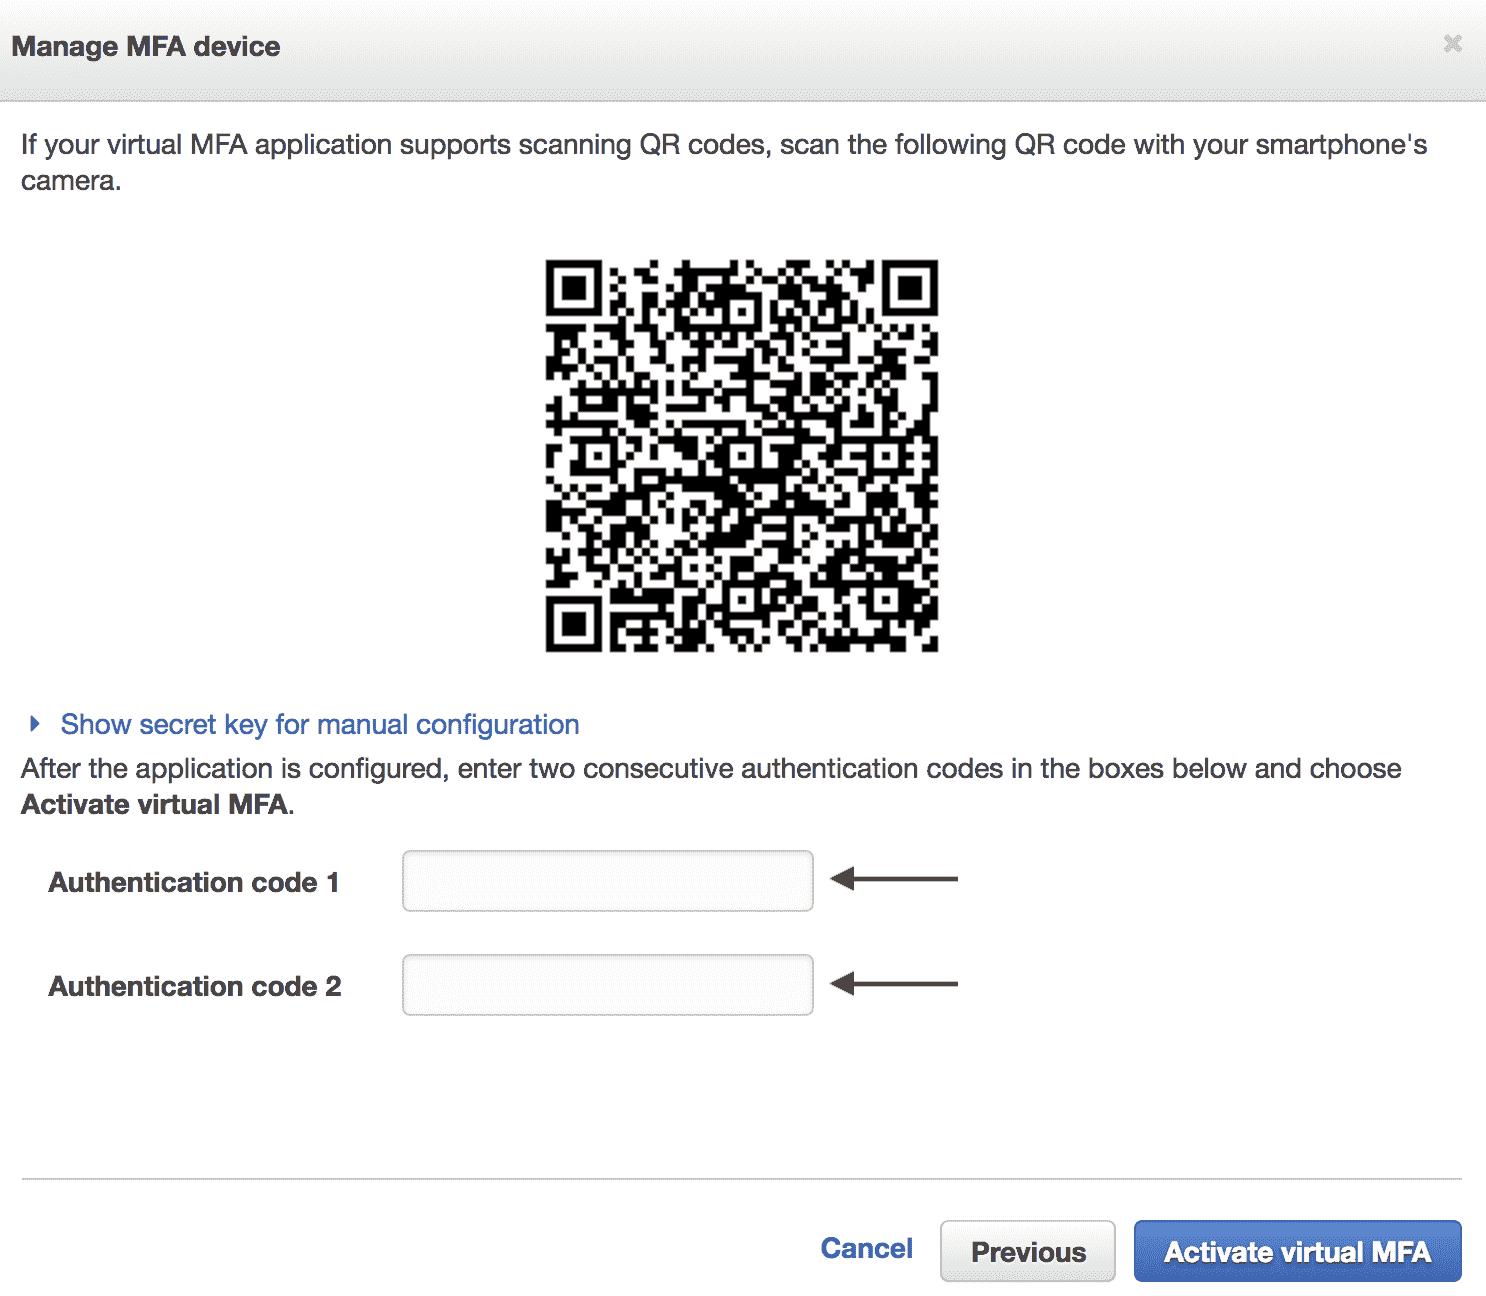 Manage MFA device
If your virtual MFA application supports scanning QR codes, scan the following QR code with your smartphone's
camera.
Show secret key for manual configuration
After the application is configured, enter two consecutive authentication codes in the boxes below and choose
Activate virtual MFA.
Authentication code 1
Authentication code 2
Cancel Previous Activate virtual MFA